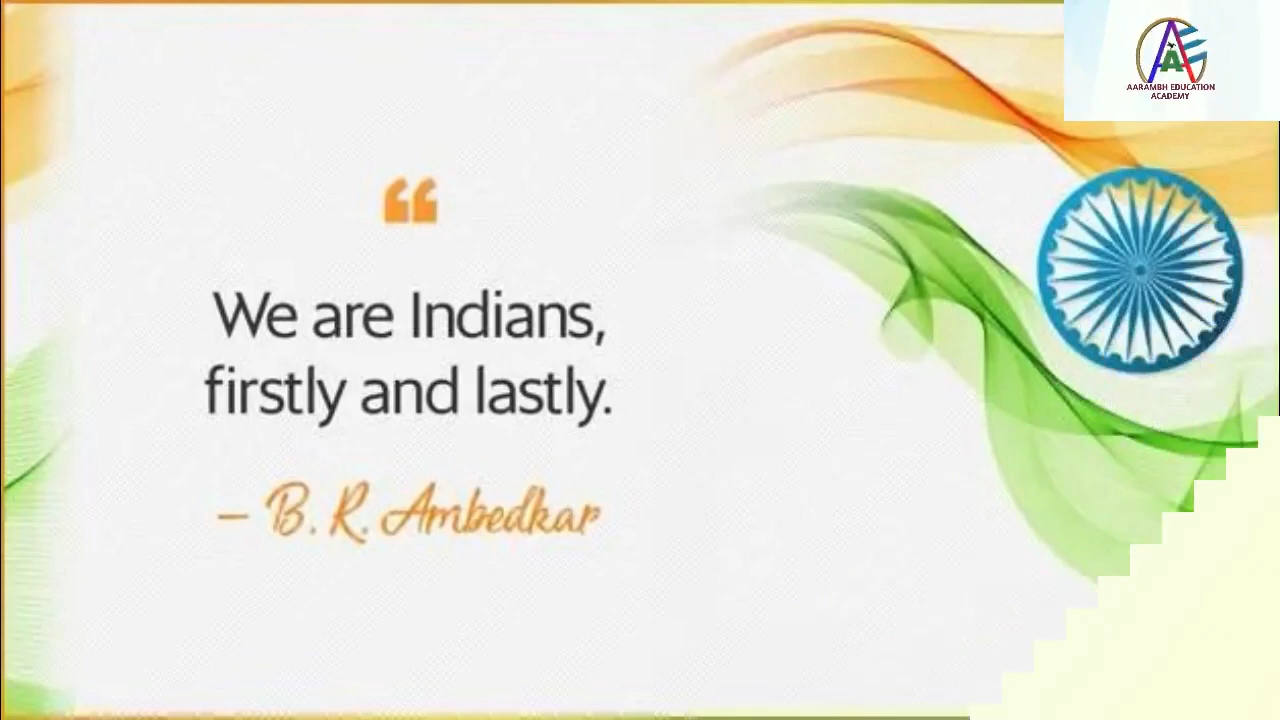 AARAMBH EDUCATION
ACADEMY
“
We are Indians,
firstly and lastly.
– B. R. Ambedkar